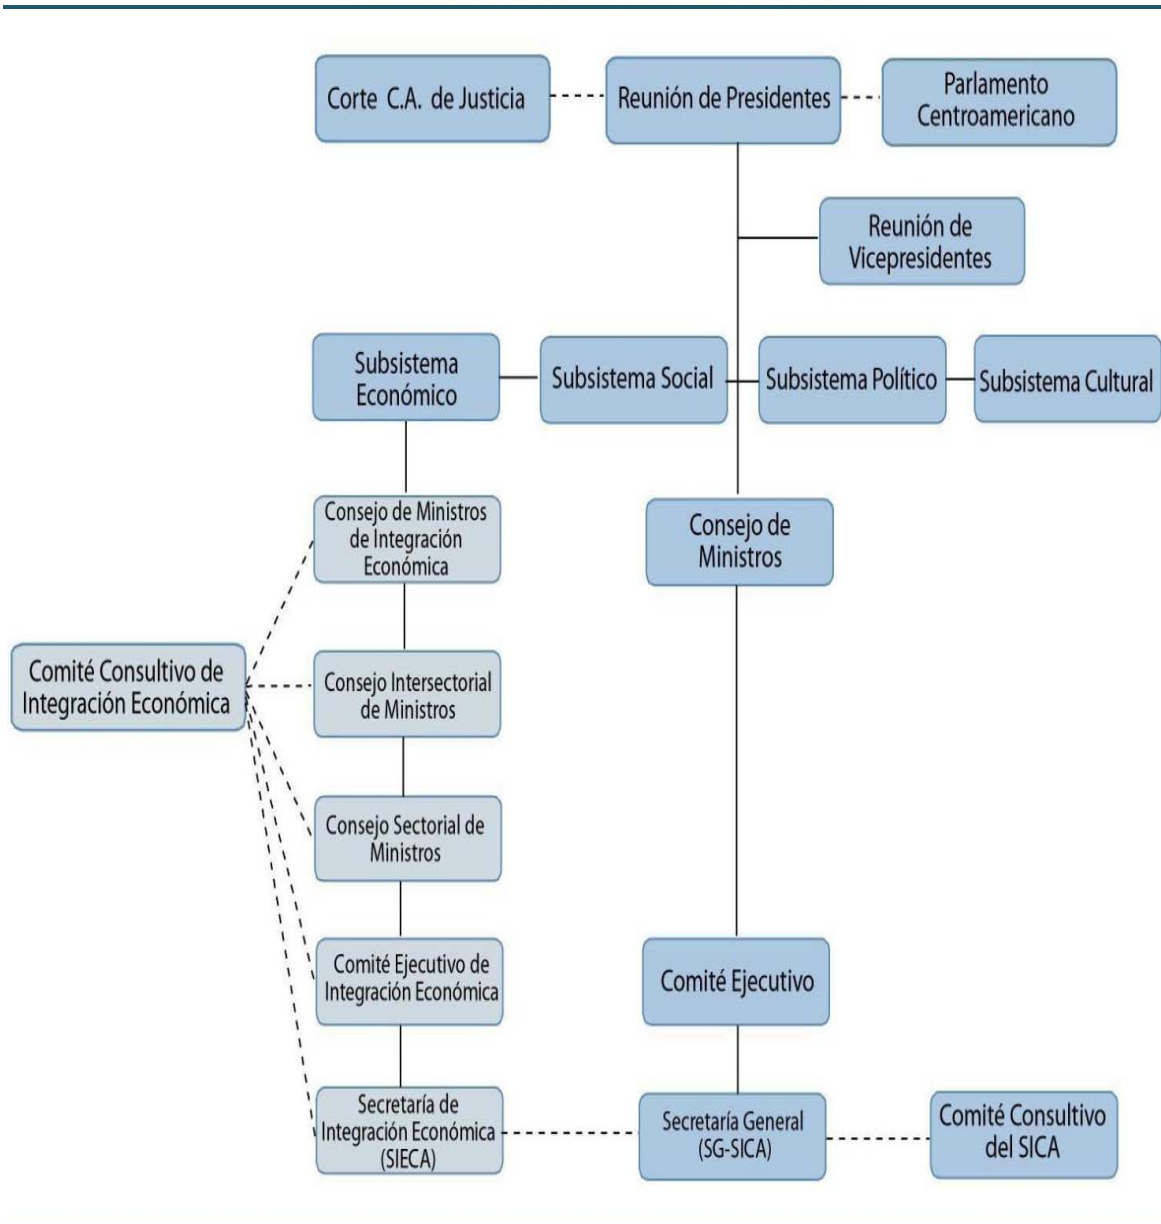 Corte C.A. de Justicia
Reunión de Presidentes
Parlamento
Centroamericano
Reunión de
Vicepresidentes
Subsistema
Económico
Subsistema Social
Subsistema Político
Subsistema Cultural
Consejo de Ministros
de Integración
Económica
Consejo de
Ministros
Comité Consultivo de
Integración Económica
Consejo Intersectorial
de Ministros
Consejo Sectorial de
Ministros
Comité Ejecutivo de
Integración Económica
Comité Ejecutivo
Secretaría de
Integración Económica
(SIECA)
Secretaría General
(SG-SICA)
Comité Consultivo
del SICA